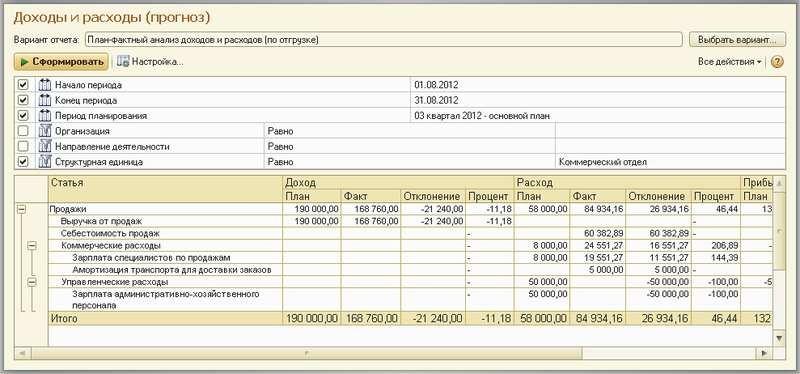 Доходы и расходы (прогноз)
Вариант отчета: План-фактный анализ доходов и расходов (по отгрузке) Выбрать вариант...
Сформировать Настройка... Все действия
Начало периода 01.08.2012
Конец периода 31.08.2012
Период планирования 03 квартал 2012 - основной план
Организация Равно
Направление деятельности Равно
Структурная единица Равно Коммерческий отдел
Статья Доход Расход Прибы
План Факт Отклонение Процент План Факт Отклонение Процент План
Продажи 190 000,00 168 760,00 -21 240,00 -11,18 58 000,00 84 934,16 26 934,16 46,44 13
Выручка от продаж 190 000,00 168 760,00 -21 240,00 -11,18
Себестоимость продаж - 60 382,89 60 382,89 -
Коммерческие расходы - 8 000,00 24 551,27 16 551,27 206,89 -
Зарплата специалистов по продажам - 8 000,00 19 551,27 11 551,27 144,39
Амортизация транспорта для доставки заказов - 5 000,00 5 000,00 -
Управленческие расходы - 50 000,00 -50 000,00 -100,00 -5
Зарплата административно-хозяйственного - 50 000,00 -50 000,00 -100,00
персонала
Итого 190 000,00 168 760,00 -21 240,00 -11,18 58 000,00 84 934,16 26 934,16 46,44 132